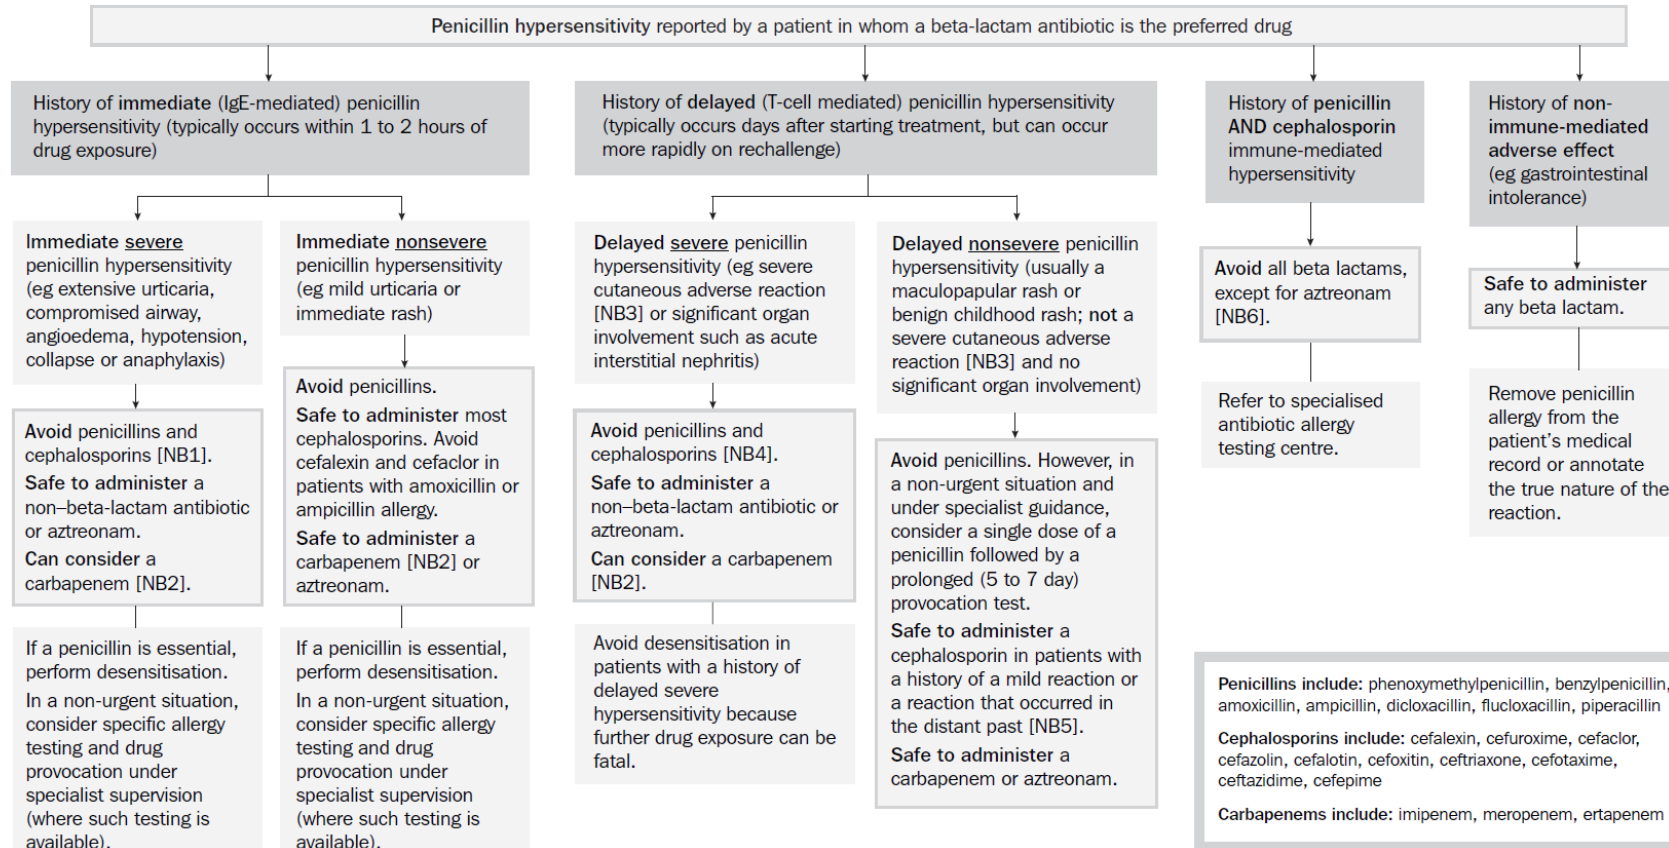 Penicillin hypersensitivity reported by a patient in whom a beta-lactam antibiotic is the preferred drug
History of immediate (IgE-mediated) penicillin
hypersensitivity (typically occurs within 1 to 2 hours of
drug exposure)
Immediate severe
penicillin hypersensitivity
(eg extensive urticaria,
compromised airway,
angioedema, hypotension,
collapse or anaphylaxis)
Avoid penicillins and
cephalosporins [NB1].
Safe to administer a
non–beta-lactam antibiotic
or aztreonam.
Can consider a
carbapenem [NB2].
If a penicillin is essential,
perform desensitisation.
In a non-urgent situation,
consider specific allergy
testing and drug
provocation under
specialist supervision
(where such testing is
available).
Immediate nonsevere
penicillin hypersensitivity
(eg mild urticaria or
immediate rash)
Avoid penicillins.
Safe to administer most
cephalosporins. Avoid
cefalexin and cefaclor in
patients with amoxicillin or
ampicillin allergy.
Safe to administer a
carbapenem [NB2] or
aztreonam.
If a penicillin is essential,
perform desensitisation.
In a non-urgent situation,
consider specific allergy
testing and drug
provocation under
specialist supervision
(where such testing is
available).
History of delayed (T-cell mediated) penicillin hypersensitivity
(typically occurs days after starting treatment, but can occur
more rapidly on rechallenge)
Delayed severe penicillin
hypersensitivity (eg severe
cutaneous adverse reaction
[NB3] or significant organ
involvement such as acute
interstitial nephritis)
Avoid penicillins and
cephalosporins [NB4].
Safe to administer a
non–beta-lactam antibiotic or
aztreonam.
Can consider a carbapenem
[NB2].
Avoid desensitisation in
patients with a history of
delayed severe
hypersensitivity because
further drug exposure can be
fatal.
Delayed nonsevere penicillin
hypersensitivity (usually a
maculopapular rash or
benign childhood rash; not a
severe cutaneous adverse
reaction [NB3] and no
significant organ involvement)
Avoid penicillins. However, in
a non-urgent situation and
under specialist guidance,
consider a single dose of a
penicillin followed by a
prolonged (5 to 7 day)
provocation test.
Safe to administer a
cephalosporin in patients with
a history of a mild reaction or
a reaction that occurred in
the distant past [NB5].
Safe to administer a
carbapenem or aztreonam.
History of penicillin
AND cephalosporin
immune-mediated
hypersensitivity
Avoid all beta lactams,
except for aztreonam
[NB6].
Refer to specialised
antibiotic allergy
testing centre.
History of non-
immune-mediated
adverse effect
(eg gastrointestinal
intolerance)
Safe to administer
any beta lactam.
Remove penicillin
allergy from the
patient's medical
record or annotate
the true nature of the
reaction.
Penicillins include: phenoxymethylpenicillin, benzylpenicillin,
amoxicillin, ampicillin, dicloxacillin, flucloxacillin, piperacillin
Cephalosporins include: cefalexin, cefuroxime, cefaclor,
cefazolin, cefalotin, cefoxitin, ceftriaxone, cefotaxime,
ceftazidime, cefepime
Carbapenems include: imipenem, meropenem, ertapenem